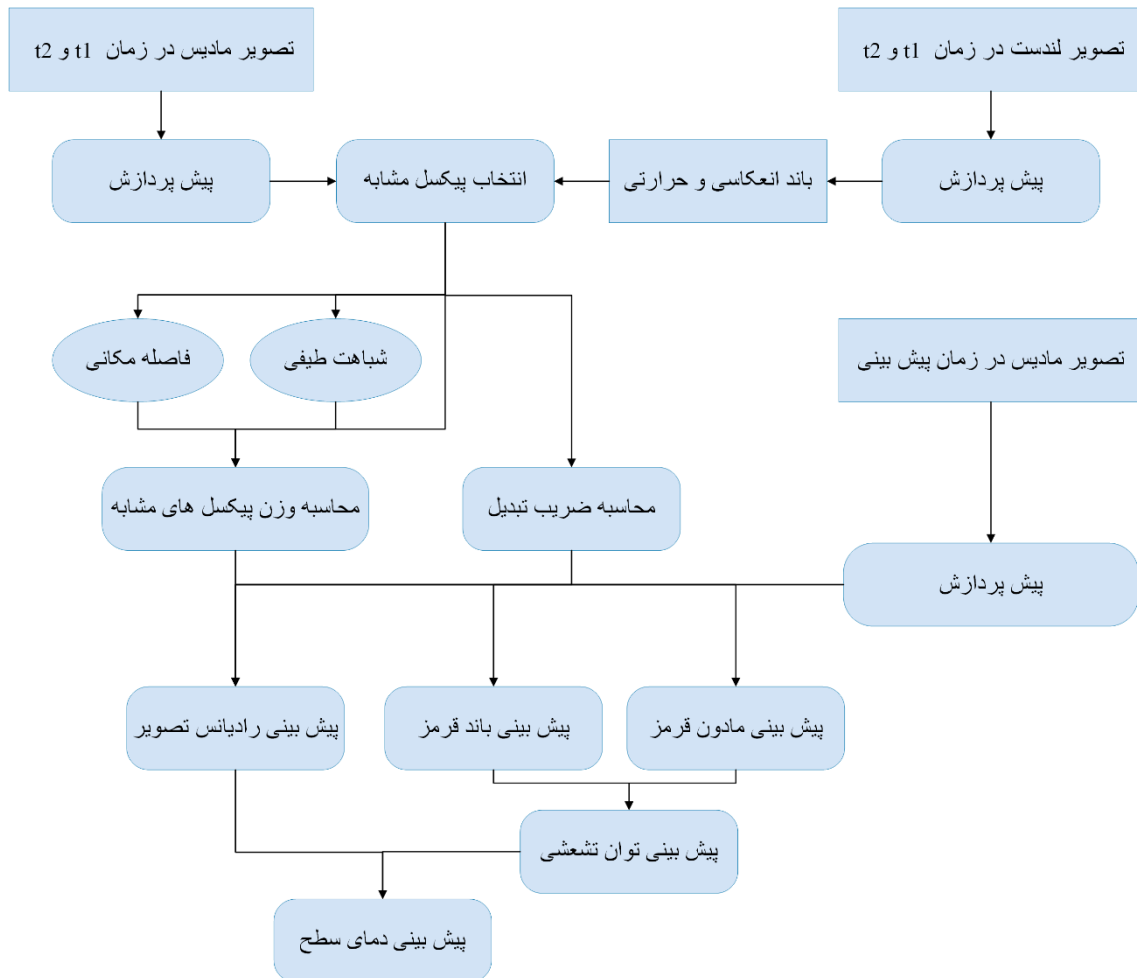 تصویر لندست در زمان t1 و t2
تصویر مادیس در زمان t1 و t2
پیش پردازش
باند انعکاسی و حرارتی
انتخاب پیکسل مشابه
پیش پردازش
شباهت طیفی
فاصله مکانی
تصویر مادیس در زمان پیش بینی
محاسبه ضریب تبدیل
محاسبه وزن پیکسل های مشابه
پیش پردازش
پیش بینی مادون قرمز
پیش بینی باند قرمز
پیش بینی رادیانس تصویر
پیش بینی توان تشعشی
پیش بینی دمای سطح